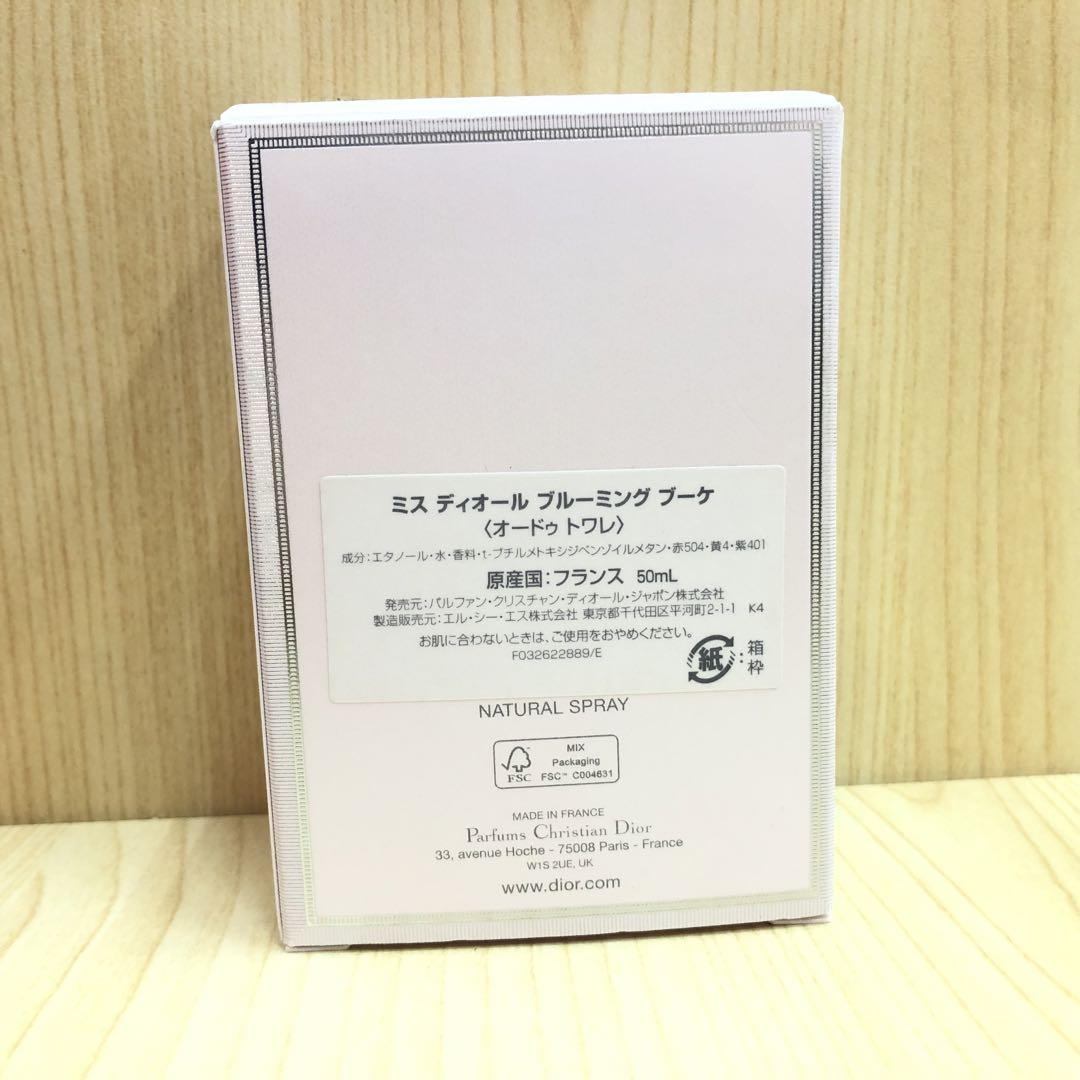 ミス ディオール ブルーミング ブーケ
〈オードゥ トワレ〉
成分：エタノール・水・香料・t-ブチルメトキシジベンゾイルメタン・赤504・黄4・紫401
原産国：フランス 50mL
発売元：パルファン・クリスチャン・ディオール・ジャポン株式会社
製造販売元：エル・シー・エス株式会社 東京都千代田区平河町2-1-1 K4
お肌に合わないときは、ご使用をおやめください。
F032622889/E
紙：箱
枠
NATURAL SPRAY
FSC
MIX
Packaging
FSC™ C004631
MADE IN FRANCE
Parfums Christian Dior
33, avenue Hoche - 75008 Paris - France
W1S 2UE, UK
www.dior.com